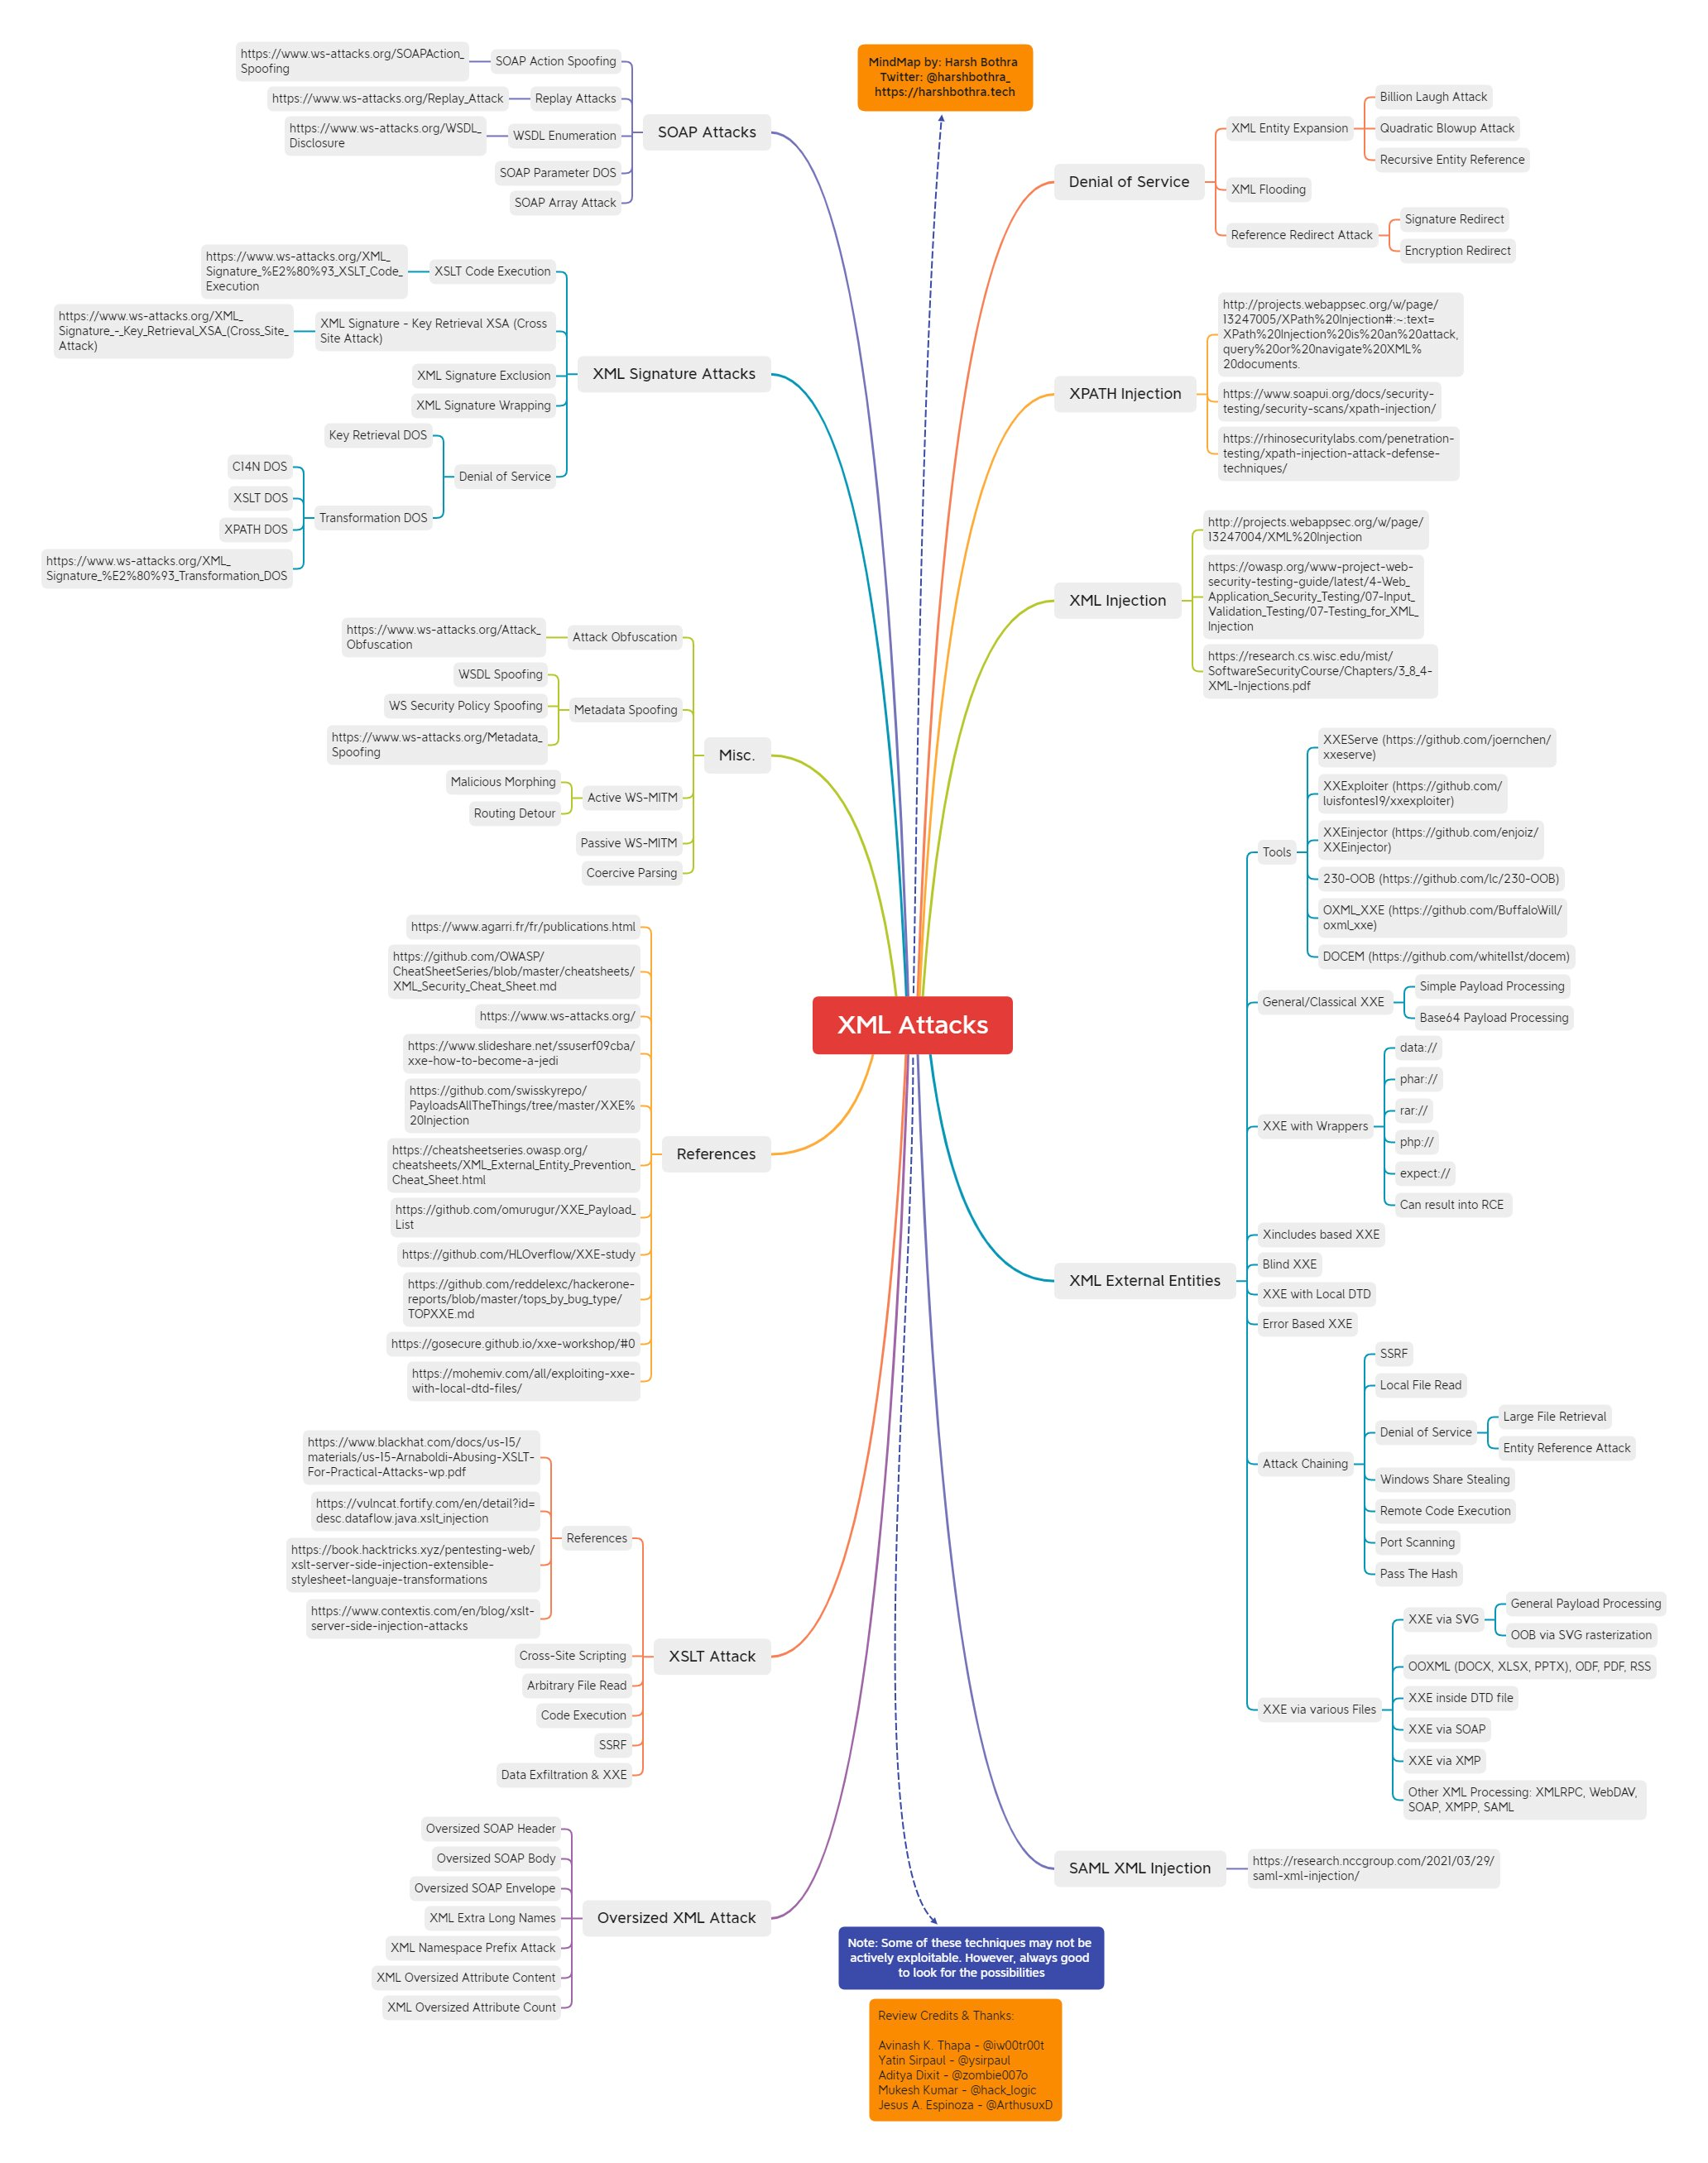 MindMap by: Harsh Bothra
Twitter: @harshbothra_
https://harshbothra.tech
XML Attacks
SOAP Attacks
SOAP Action Spoofing
https://www.ws-attacks.org/SOAPAction_
Spoofing
Replay Attacks
https://www.ws-attacks.org/Replay_Attack
WSDL Enumeration
https://www.ws-attacks.org/WSDL_
Disclosure
SOAP Parameter DOS
SOAP Array Attack
XML Signature Attacks
XSLT Code Execution
https://www.ws-attacks.org/XML_
Signature_%E2%80%93_XSLT_Code_
Execution
XML Signature - Key Retrieval XSA (Cross
Site Attack)
https://www.ws-attacks.org/XML_
Signature_-_Key_Retrieval_XSA_(Cross_Site_
Attack)
XML Signature Exclusion
XML Signature Wrapping
Denial of Service
Key Retrieval DOS
Transformation DOS
C14N DOS
XSLT DOS
XPATH DOS
https://www.ws-attacks.org/XML_
Signature_%E2%80%93_Transformation_DOS
Misc.
Attack Obfuscation
https://www.ws-attacks.org/Attack_
Obfuscation
Metadata Spoofing
WSDL Spoofing
WS Security Policy Spoofing
https://www.ws-attacks.org/Metadata_
Spoofing
Active WS-MITM
Malicious Morphing
Routing Detour
Passive WS-MITM
Coercive Parsing
References
https://www.agarri.fr/fr/publications.html
https://github.com/OWASP/
CheatSheetSeries/blob/master/cheatsheets/
XML_Security_Cheat_Sheet.md
https://www.ws-attacks.org/
https://www.slideshare.net/ssuserf09cba/
xxe-how-to-become-a-jedi
https://github.com/swisskyrepo/
PayloadsAllTheThings/tree/master/XXE%
20Injection
https://cheatsheetseries.owasp.org/
cheatsheets/XML_External_Entity_Prevention_
Cheat_Sheet.html
https://github.com/omurugur/XXE_Payload_
List
https://github.com/HLOverflow/XXE-study
https://github.com/reddelexc/hackerone-
reports/blob/master/tops_by_bug_type/
TOPXXE.md
https://gosecure.github.io/xxe-workshop/#0
https://mohemiv.com/all/exploiting-xxe-
with-local-dtd-files/
XSLT Attack
References
https://www.blackhat.com/docs/us-15/
materials/us-15-Arnaboldi-Abusing-XSLT-
For-Practical-Attacks-wp.pdf
https://vulncat.fortify.com/en/detail?id=
desc.dataflow.java.xslt_injection
https://book.hacktricks.xyz/pentesting-web/
xslt-server-side-injection-extensible-
stylesheet-languaje-transformations
https://www.contextis.com/en/blog/xslt-
server-side-injection-attacks
Cross-Site Scripting
Arbitrary File Read
Code Execution
SSRF
Data Exfiltration & XXE
Oversized XML Attack
Oversized SOAP Header
Oversized SOAP Body
Oversized SOAP Envelope
XML Extra Long Names
XML Namespace Prefix Attack
XML Oversized Attribute Content
XML Oversized Attribute Count
Denial of Service
XML Entity Expansion
Billion Laugh Attack
Quadratic Blowup Attack
Recursive Entity Reference
XML Flooding
Reference Redirect Attack
Signature Redirect
Encryption Redirect
XPATH Injection
http://projects.webappsec.org/w/page/
13247005/XPath%20Injection#:~:text=
XPath%20Injection%20is%20an%20attack,
query%20or%20navigate%20XML%
20documents.
https://www.soapui.org/docs/security-
testing/security-scans/xpath-injection/
https://rhinosecuritylabs.com/penetration-
testing/xpath-injection-attack-defense-
techniques/
XML Injection
http://projects.webappsec.org/w/page/
13247004/XML%20Injection
https://owasp.org/www-project-web-
security-testing-guide/latest/4-Web_
Application_Security_Testing/07-Input_
Validation_Testing/07-Testing_for_XML_
Injection
https://research.cs.wisc.edu/mist/
SoftwareSecurityCourse/Chapters/3_8_4-
XML-Injections.pdf
XML External Entities
Tools
XXEServe (https://github.com/joernchen/
xxeserve)
XXExploiter (https://github.com/
luisfontes19/xxexploiter)
XXEinjector (https://github.com/enjoiz/
XXEinjector)
230-OOB (https://github.com/lc/230-OOB)
OXML_XXE (https://github.com/BuffaloWill/
oxml_xxe)
DOCEM (https://github.com/whitel1st/docem)
General/Classical XXE
Simple Payload Processing
Base64 Payload Processing
XXE with Wrappers
data://
phar://
rar://
php://
expect://
Can result into RCE
Xincludes based XXE
Blind XXE
XXE with Local DTD
Error Based XXE
Attack Chaining
SSRF
Local File Read
Denial of Service
Large File Retrieval
Entity Reference Attack
Windows Share Stealing
Remote Code Execution
Port Scanning
Pass The Hash
XXE via various Files
XXE via SVG
General Payload Processing
OOB via SVG rasterization
OOXML (DOCX, XLSX, PPTX), ODF, PDF, RSS
XXE inside DTD file
XXE via SOAP
XXE via XMP
Other XML Processing: XMLRPC, WebDAV,
SOAP, XMPP, SAML
SAML XML Injection
https://research.nccgroup.com/2021/03/29/
saml-xml-injection/
Note: Some of these techniques may not be
actively exploitable. However, always good
to look for the possibilities
Review Credits & Thanks:
Avinash K. Thapa - @iw00tr00t
Yatin Sirpaul - @ysirpaul
Aditya Dixit - @zombie007o
Mukesh Kumar - @hack_logic
Jesus A. Espinoza - @ArthusuxD